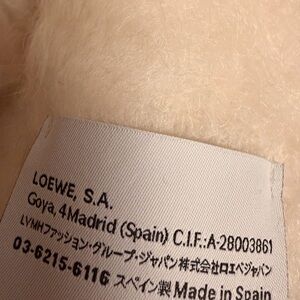 LOEWE, S.A.
Goya, 4 Madrid (Spain) C.I.F.:A-28003861
LVMHファッション・グループ・ジャパン株式会社ロエベジャパン
03-6215-6116 スペイン製 Made in Spain